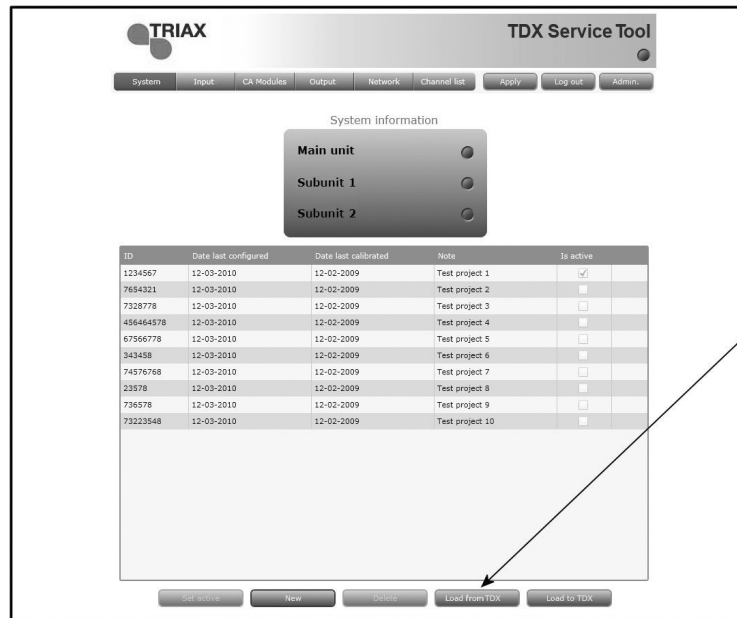 TRIAX
TDX Service Tool
System Input CA Modules Output Network Channel list Apply Log out Admin.
System information
Main unit
Subunit 1
Subunit 2
ID Date last configured Date last calibrated Note Is active
1234567 12-03-2010 12-02-2009 Test project 1
7654321 12-03-2010 12-02-2009 Test project 2
7328778 12-03-2010 12-02-2009 Test project 3
456464578 12-03-2010 12-02-2009 Test project 4
67566778 12-03-2010 12-02-2009 Test project 5
343458 12-03-2010 12-02-2009 Test project 6
74576768 12-03-2010 12-02-2009 Test project 7
23578 12-03-2010 12-02-2009 Test project 8
736578 12-03-2010 12-02-2009 Test project 9
73223548 12-03-2010 12-02-2009 Test project 10
Set active New Delete Load from TDX Load to TDX